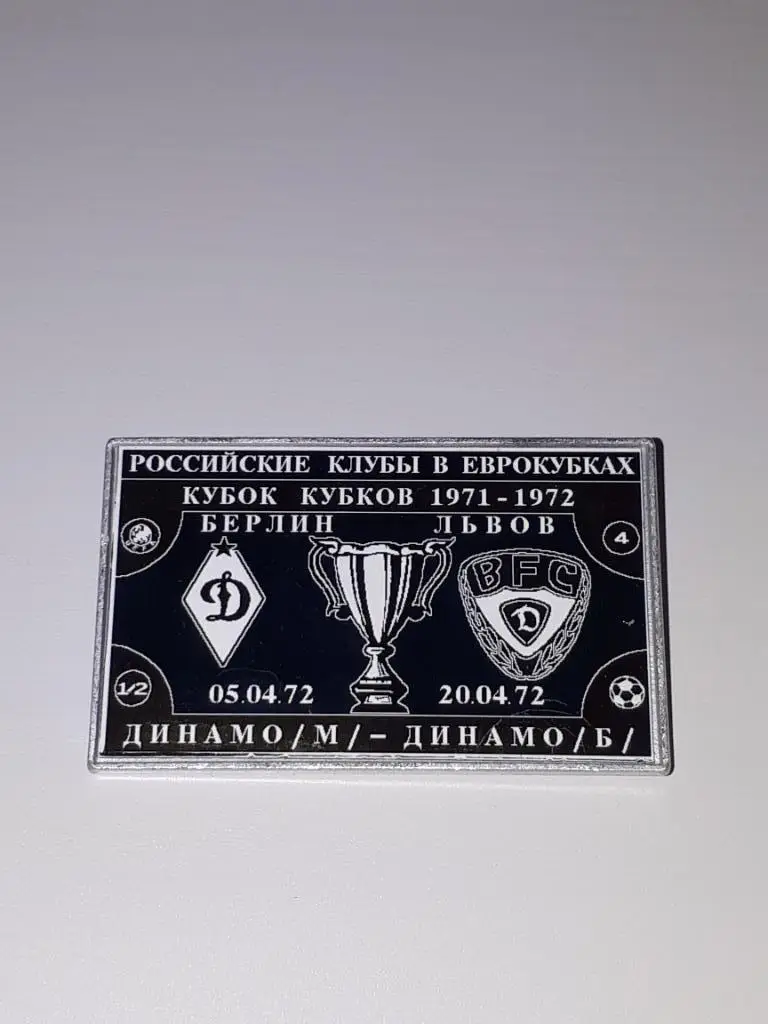 РОССИЙСКИЕ КЛУБЫ В ЕВРОКУБКАХ
КУБОК КУБКОВ 1971-1972
БЕРЛИН ЛЬВОВ
4
Д
BFC
D
1/2
05.04.72 20.04.72
ДИНАМО/М/-ДИНАМО/Б/